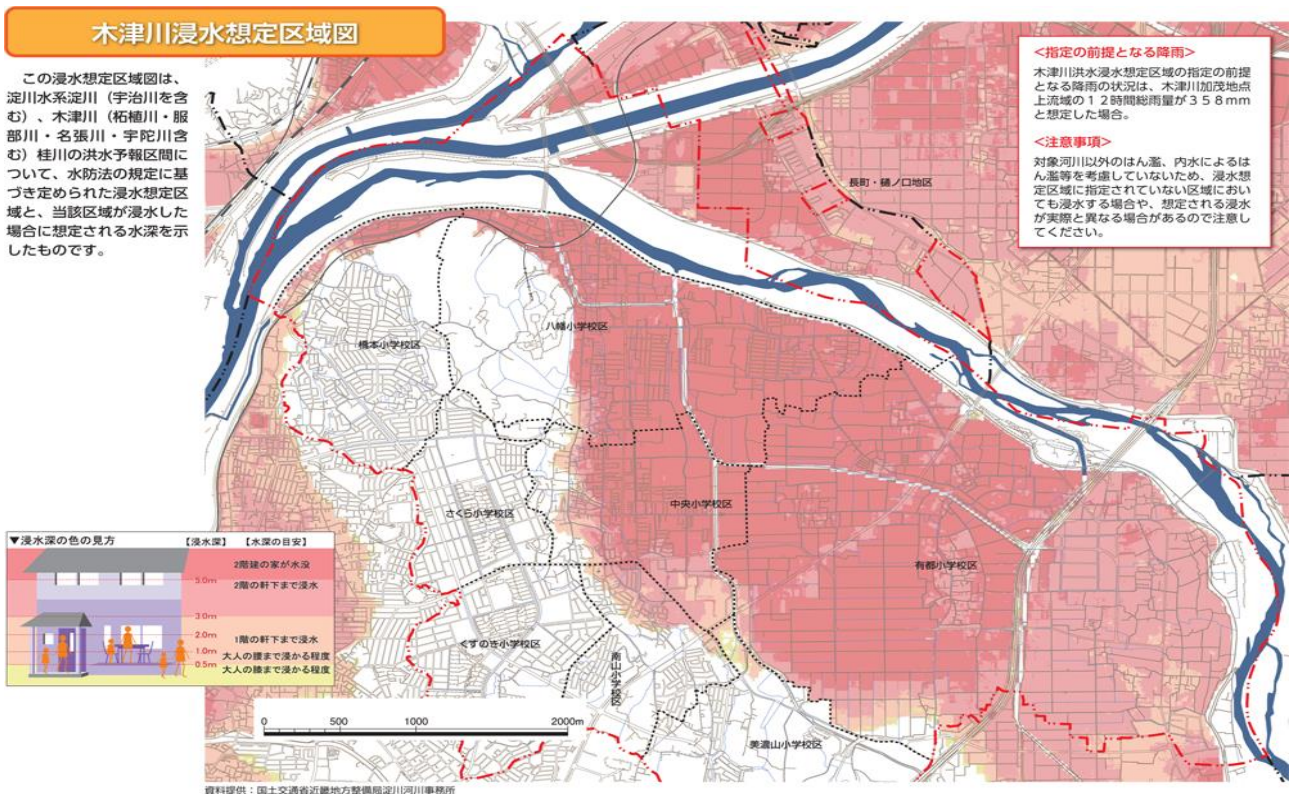 木津川浸水想定区域図
この浸水想定区域図は、
淀川水系淀川（宇治川を含
む）、木津川（柘植川・服
部川・名張川・宇陀川含
む）桂川の洪水予報区間に
ついて、水防法の規定に基
づき定められた浸水想定区
域と、当該区域が浸水した
場合に想定される水深を示
したものです。
<指定の前提となる降雨>
木津川洪水浸水想定区域の指定の前提
となる降雨の状況は、木津川加茂地点
上流域の１２時間総雨量が３５８mm
と想定した場合。
<注意事項>
対象河川以外のはん濫、内水によるは
ん濫等を考慮していないため、浸水想
定区域に指定されていない区域におい
ても浸水する場合や、想定される浸水
が実際と異なる場合があるので注意し
てください。
長町・樋ノ口地区
八幡小学校区
橋本小学校区
中央小学校区
さくら小学校区
有都小学校区
くすのき小学校区
南山小学校区
美濃山小学校区
▼浸水深の色の見方 【浸水深】 【水深の目安】
2階建の家が水没
5.0m
2階の軒下まで浸水
3.0m
2.0m
1階の軒下まで浸水
1.0m
大人の腰まで浸かる程度
0.5m
大人の膝まで浸かる程度
0 500 1000 2000m
資料提供：国土交通省近畿地方整備局淀川河川事務所